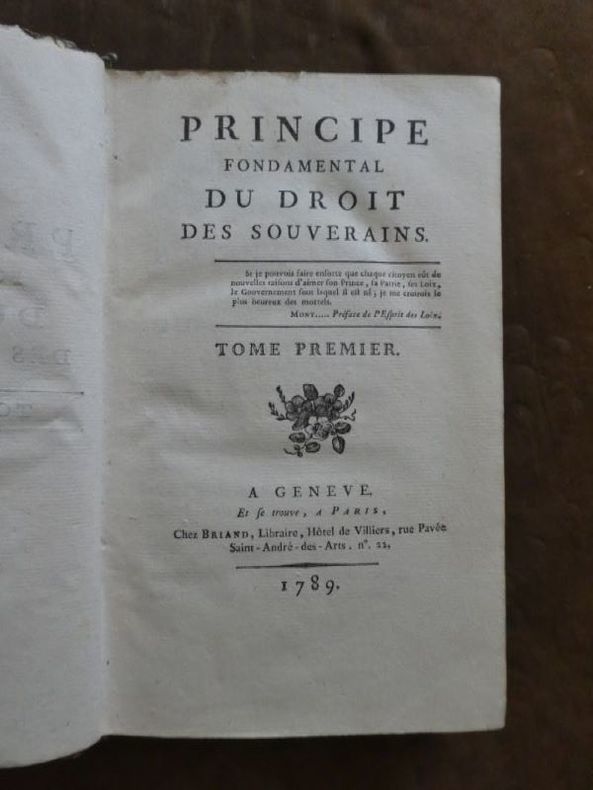 PRINCIPE
FONDAMENTAL
DU DROIT
DES SOUVERAINS.
Si je pouvois faire ensorte que chaque citoyen eût de
nouvelles raisons d'aimer son Prince, sa Patrie, ses Loix,
le Gouvernement sous lequel il est né; je me croirois le
plus heureux des mortels.
MONT..... Préface de l'Esprit des Loix.
TOME PREMIER.
A GENEVE,
Et se trouve, A PARIS,
Chez BRIAND, Libraire, Hôtel de Villiers, rue Pavée
Saint-André-des-Arts, n°. 22.
1789.